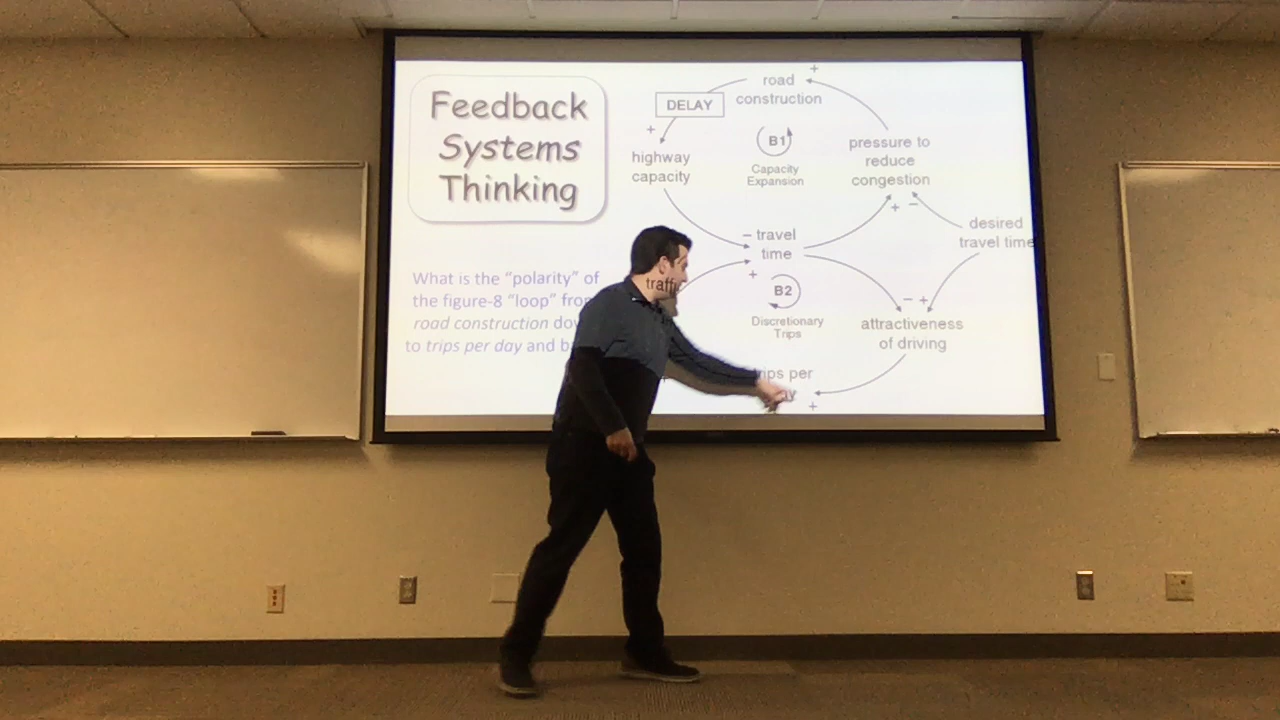 Feedback
Systems
Thinking
What is the “polarity” of
the figure-8 “loop”
road construction
to trips per day and
+
road
construction
DELAY
+
highway
capacity
B1
Capacity
Expansion
pressure to
reduce
congestion
+ −
desired
travel time
− travel
time
+
B2
Discretionary
Trips
− +
attractiveness
of driving
per
+